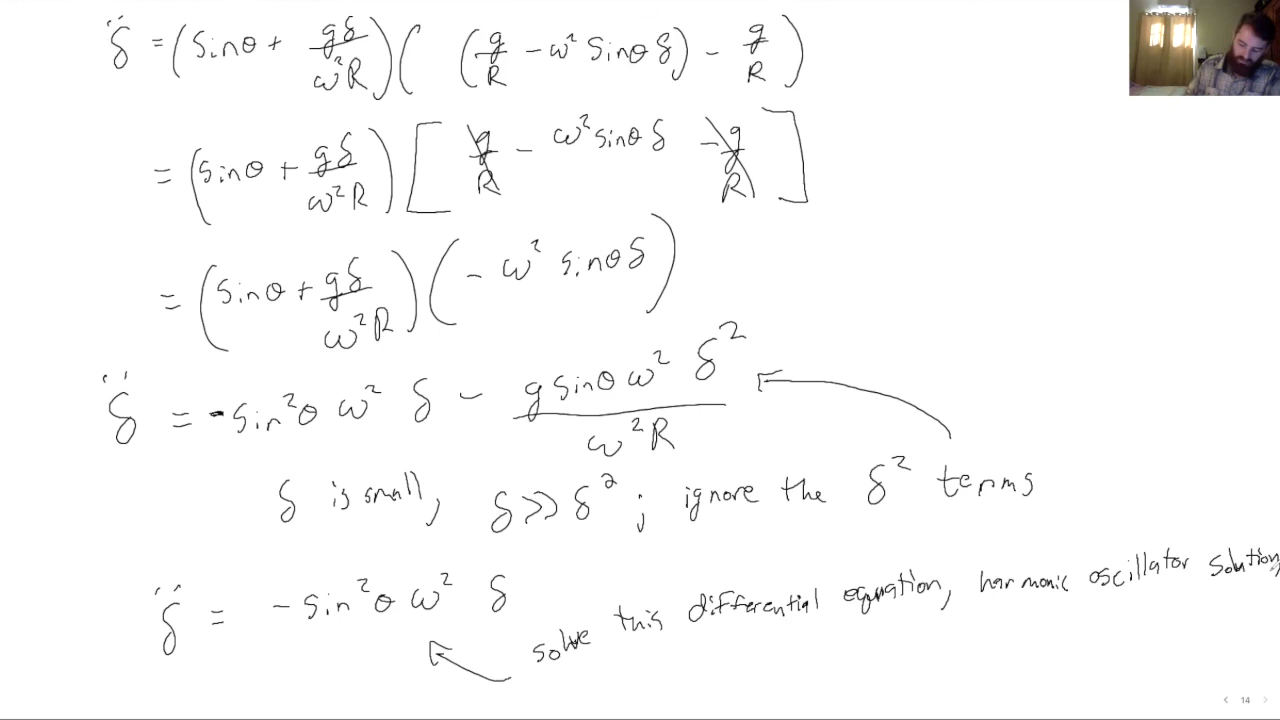 δ̈ = (sinθ + gδ/ω²R)( (g/R - ω² sinθ δ) - g/R )
= (sinθ + gδ/ω²R)[ g/R - ω² sinθ δ - g/R ]
= (sinθ + gδ/ω²R)( - ω² sinθ δ )
δ̈ = - sin²θ ω² δ - g sinθ ω² δ²/ω²R
δ is small, δ >> δ² ; ignore the δ² terms
δ̈ = - sin²θ ω² δ
solve this differential equation, harmonic oscillator solution
< 14 >